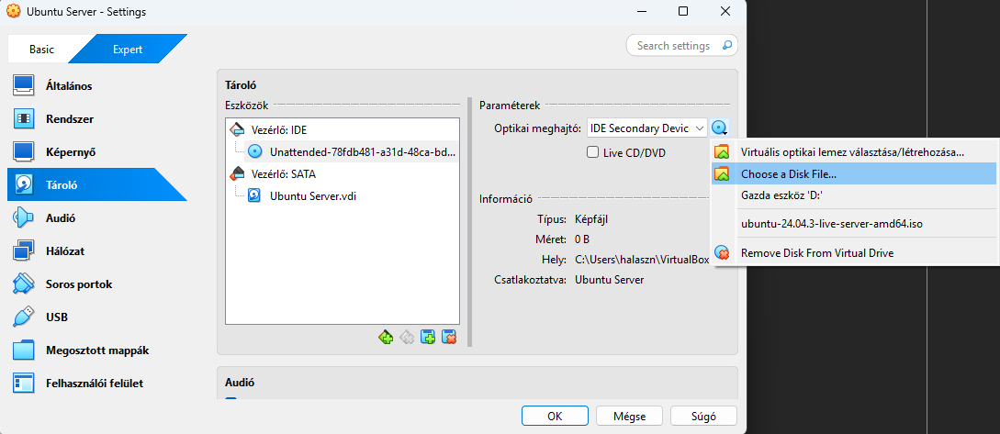 Ubuntu Server - Settings
Basic
Expert
Search settings
Általános
Rendszer
Képernyő
Tároló
Audió
Hálózat
Soros portok
USB
Megosztott mappák
Felhasználói felület
Tároló
Eszközök
Vezérlő: IDE
Unattended-78fdb481-a31d-48ca-bd...
Vezérlő: SATA
Ubuntu Server.vdi
Paraméterek
Optikai meghajtó: IDE Secondary Devic
Live CD/DVD
Információ
Típus: Képfájl
Méret: 0 B
Hely: C:\Users\halaszn\VirtualBox
Csatlakoztatva: Ubuntu Server
Virtuális optikai lemez választása/létrehozása...
Choose a Disk File...
Gazda eszköz 'D:'
ubuntu-24.04.3-live-server-amd64.iso
Remove Disk From Virtual Drive
Audió
OK
Mégse
Súgó